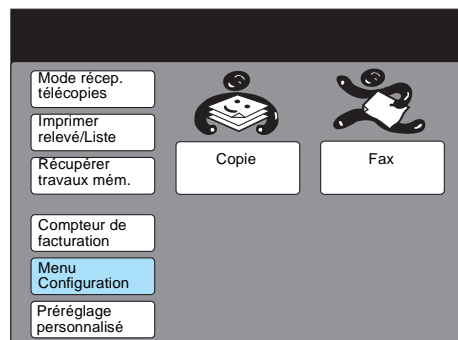 Mode récep.
télécopies
Imprimer
relevé/Liste
Récupérer
travaux mém.
Compteur de
facturation
Menu
Configuration
Préréglage
personnalisé
Copie
Fax